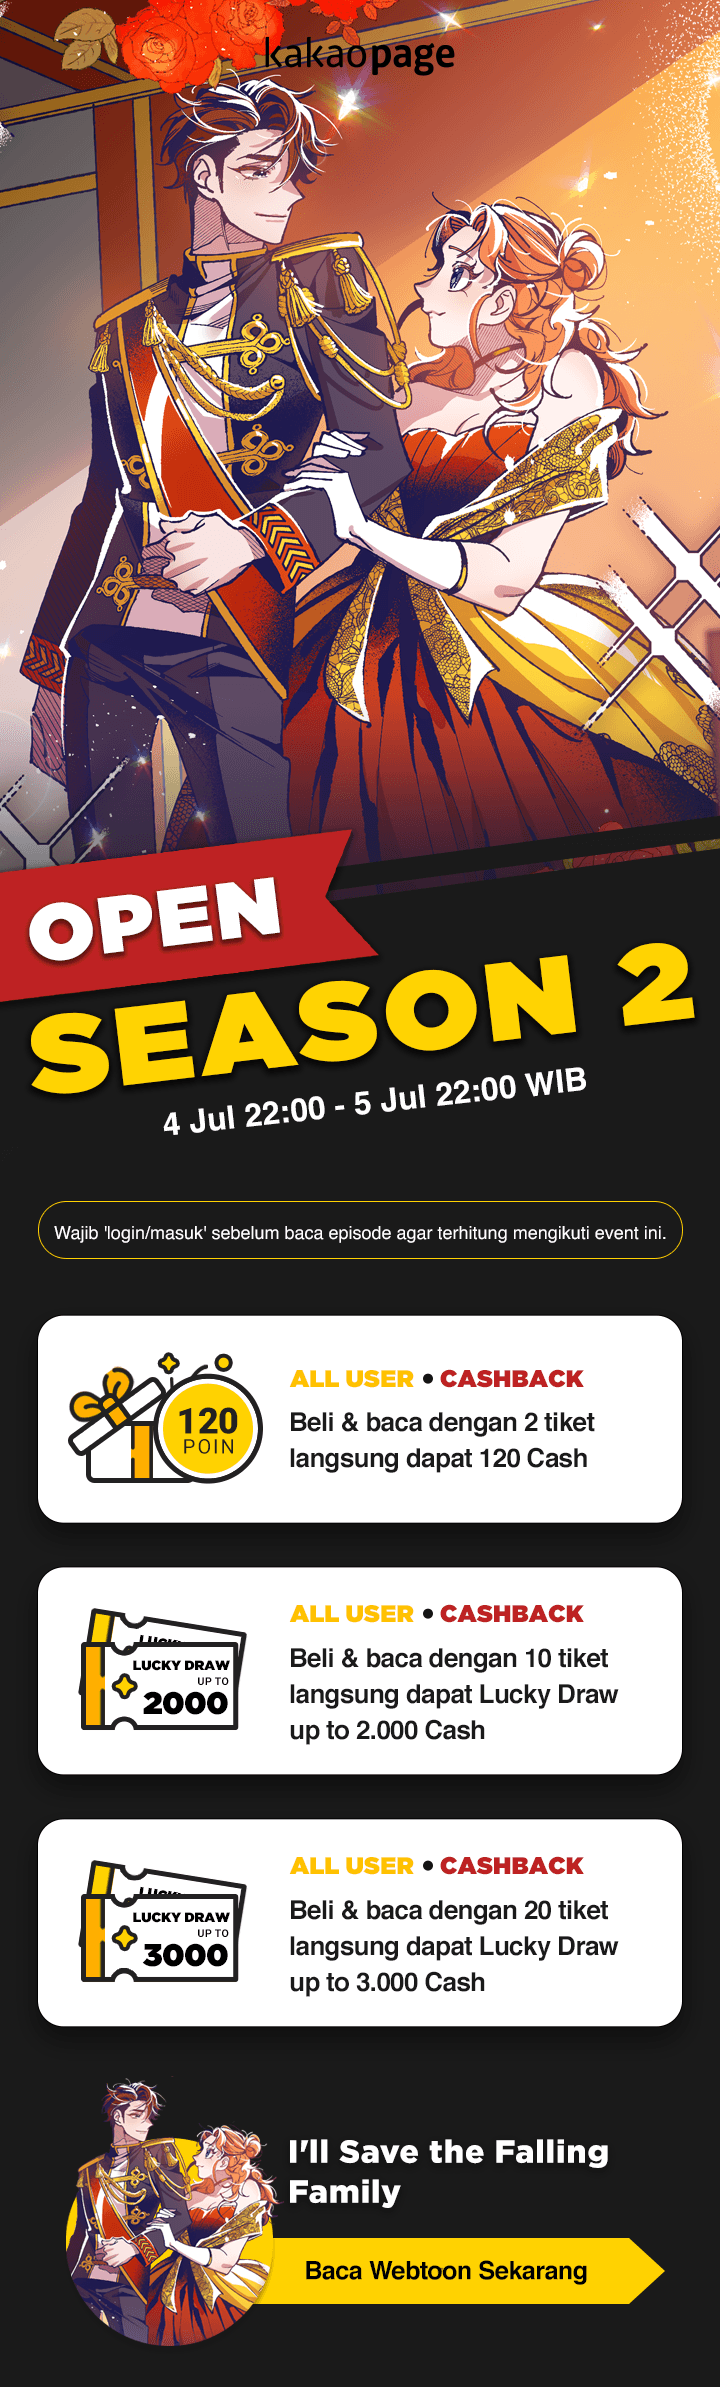 kakaopage
OPEN
SEASON 2
4 Jul 22:00 - 5 Jul 22:00 WIB
Wajib 'login/masuk' sebelum baca episode agar terhitung mengikuti event ini.
120
POIN
ALL USER • CASHBACK
Beli & baca dengan 2 tiket
langsung dapat 120 Cash
LUCKY DRAW
UP TO
2000
ALL USER • CASHBACK
Beli & baca dengan 10 tiket
langsung dapat Lucky Draw
up to 2.000 Cash
LUCKY DRAW
UP TO
3000
ALL USER • CASHBACK
Beli & baca dengan 20 tiket
langsung dapat Lucky Draw
up to 3.000 Cash
I'll Save the Falling
Family
Baca Webtoon Sekarang